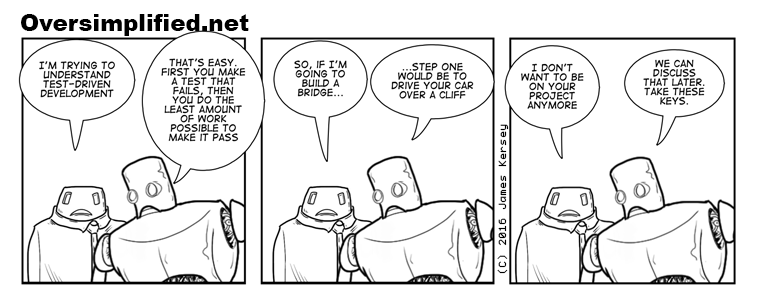 Oversimplified.net
I'M TRYING TO
UNDERSTAND
TEST-DRIVEN
DEVELOPMENT
THAT'S EASY.
FIRST YOU MAKE
A TEST THAT
FAILS, THEN
YOU DO THE
LEAST AMOUNT
OF WORK
POSSIBLE TO
MAKE IT PASS
SO, IF I'M
GOING TO
BUILD A
BRIDGE...
...STEP ONE
WOULD BE TO
DRIVE YOUR CAR
OVER A CLIFF
(C) 2016 James Kersey
I DON'T
WANT TO BE
ON YOUR
PROJECT
ANYMORE
WE CAN
DISCUSS
THAT LATER.
TAKE THESE
KEYS.